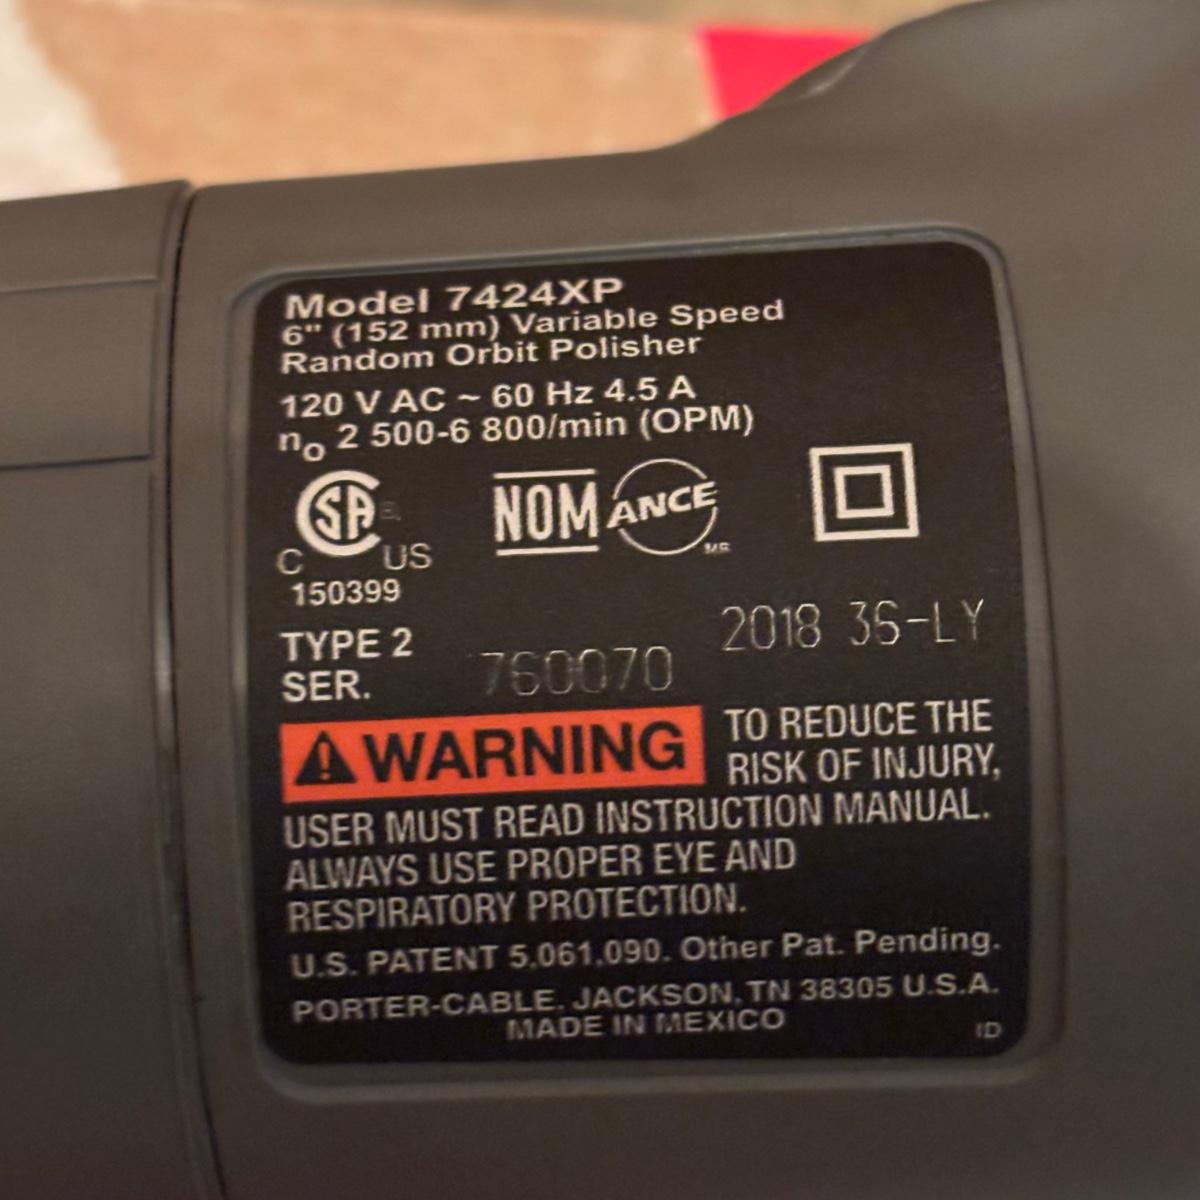 Model 7424XP
6" (152 mm) Variable Speed
Random Orbit Polisher
120 V AC ~ 60 Hz 4.5 A
no 2 500-6 800/min (OPM)
CSA
C US
150399
NOM ANCE
MR
TYPE 2
SER. 760070
2018 36-LY
WARNING TO REDUCE THE
RISK OF INJURY,
USER MUST READ INSTRUCTION MANUAL.
ALWAYS USE PROPER EYE AND
RESPIRATORY PROTECTION.
U.S. PATENT 5,061,090. Other Pat. Pending.
PORTER-CABLE, JACKSON, TN 38305 U.S.A.
MADE IN MEXICO
ID